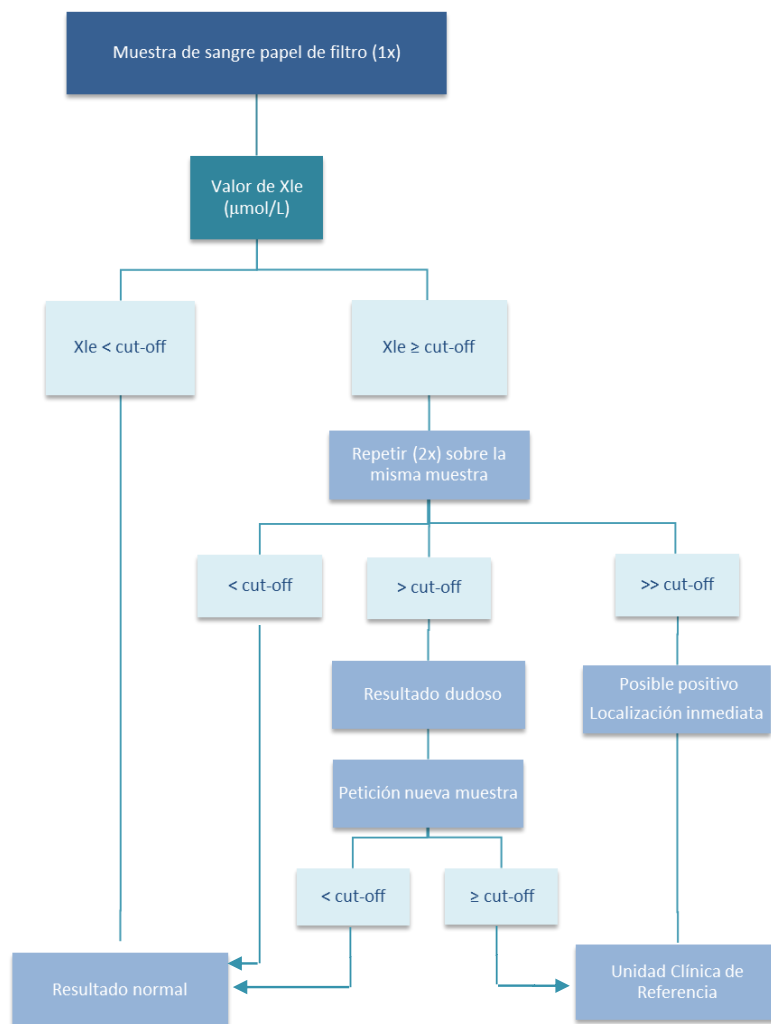 Muestra de sangre papel de filtro (1x)
Valor de Xle
(µmol/L)
Xle < cut-off
Xle ≥ cut-off
Repetir (2x) sobre la
misma muestra
< cut-off
> cut-off
>> cut-off
Resultado dudoso
Posible positivo
Localización inmediata
Petición nueva muestra
< cut-off
≥ cut-off
Resultado normal
Unidad Clínica de
Referencia